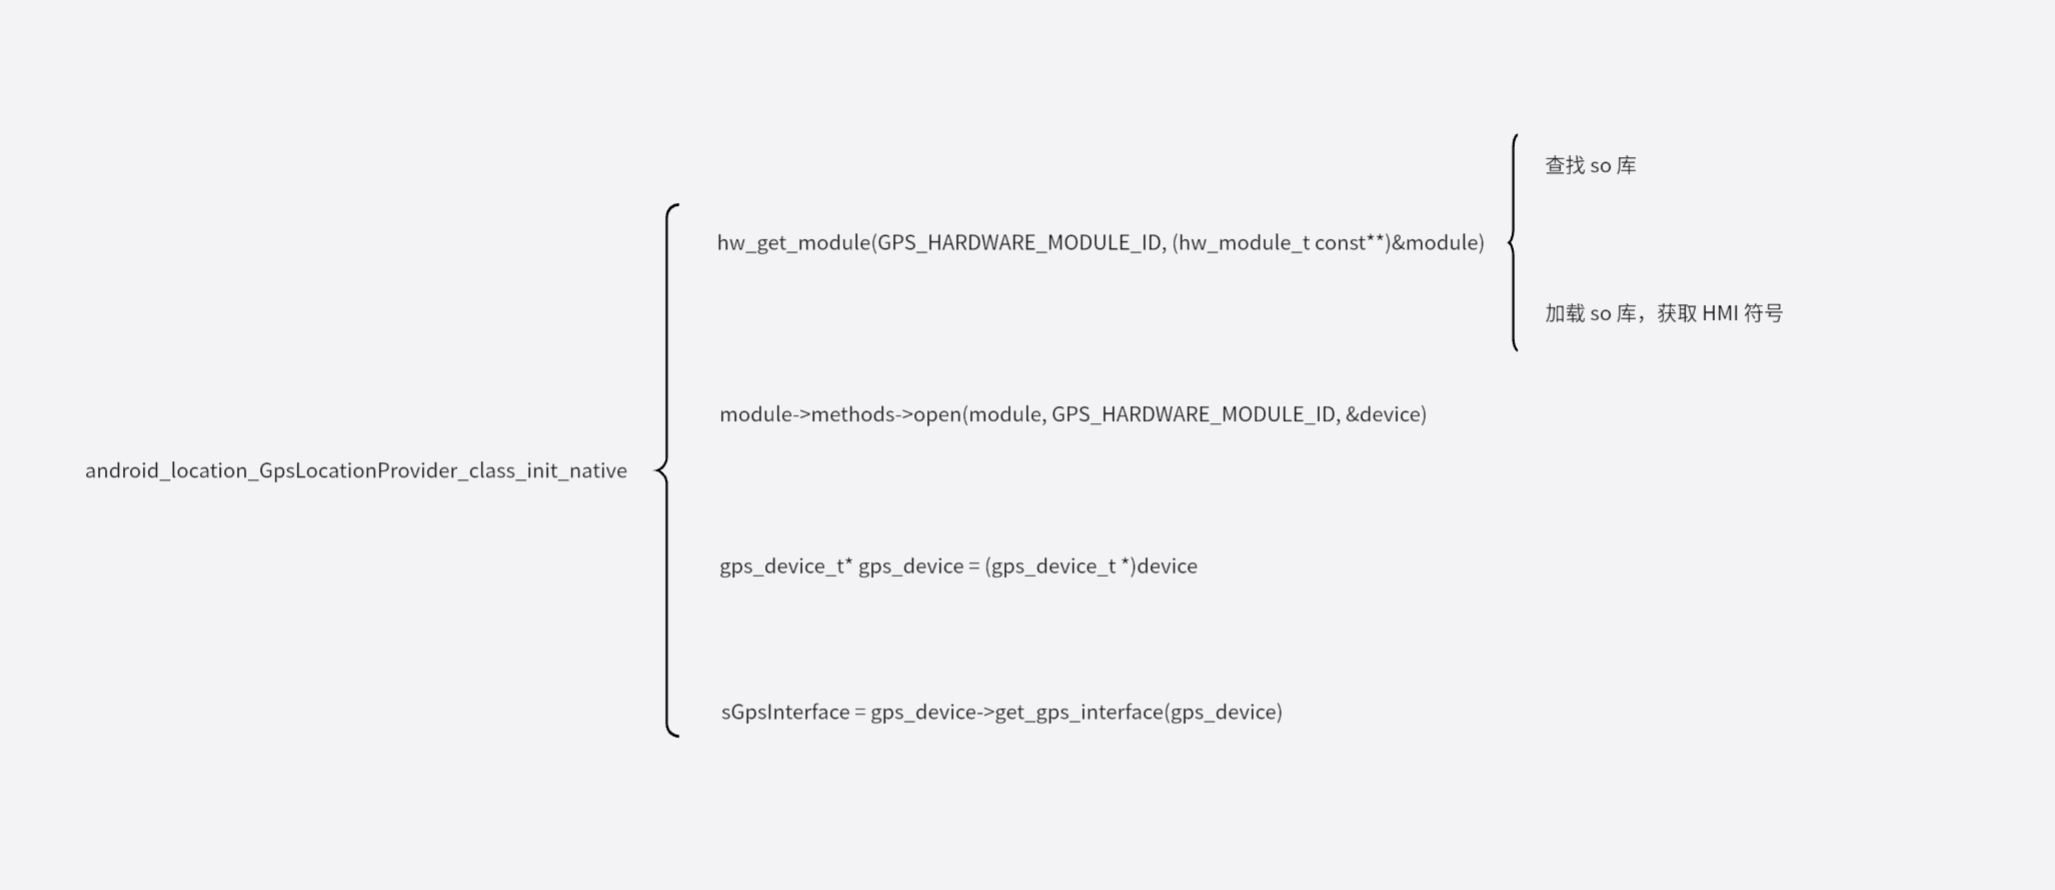 查找 so 库
hw_get_module(GPS_HARDWARE_MODULE_ID, (hw_module_t const**)&module)
加载 so 库，获取 HMI 符号
module->methods->open(module, GPS_HARDWARE_MODULE_ID, &device)
android_location_GpsLocationProvider_class_init_native
gps_device_t* gps_device = (gps_device_t *)device
sGpsInterface = gps_device->get_gps_interface(gps_device)